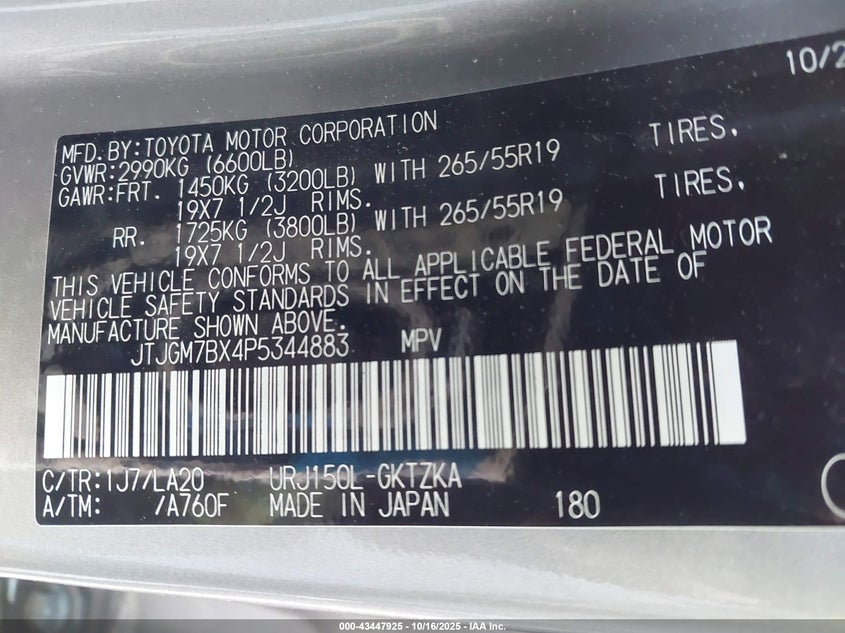 10/2
MFD.BY:TOYOTA MOTOR CORPORATION
GVWR:2990KG (6600LB)
GAWR:FRT. 1450KG (3200LB) WITH 265/55R19 TIRES,
19X7 1/2J RIMS.
RR. 1725KG (3800LB) WITH 265/55R19 TIRES,
19X7 1/2J RIMS.
THIS VEHICLE CONFORMS TO ALL APPLICABLE FEDERAL MOTOR
VEHICLE SAFETY STANDARDS IN EFFECT ON THE DATE OF
MANUFACTURE SHOWN ABOVE.
JTJGM7BX4P5344883 MPV
C/TR:1J7/LA20 URJ150L-GKTZKA
A/TM: /A760F MADE IN JAPAN 180
000-43447925 | 10/16/2025 - IAA Inc.